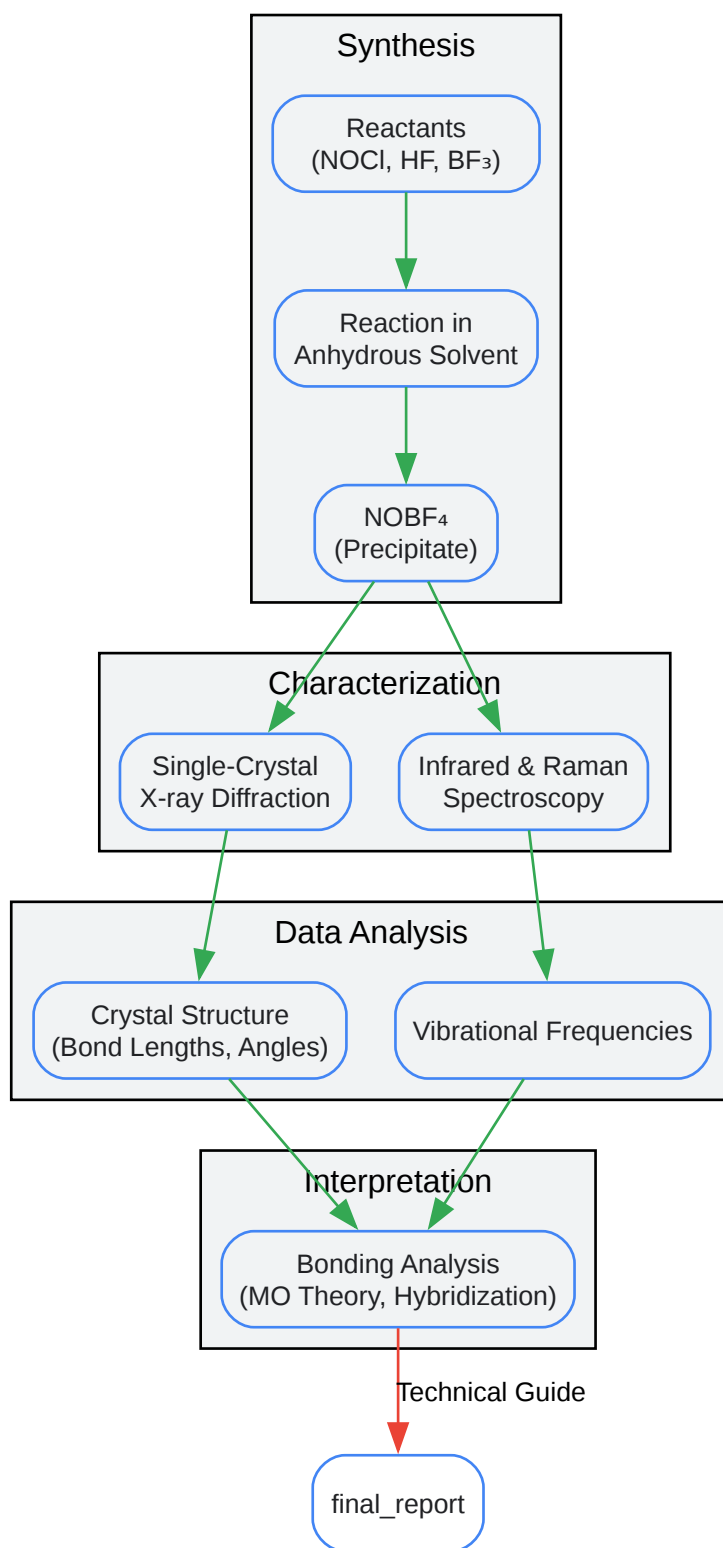 Synthesis
Reactants
(NOCl, HF, BF₃)
Reaction in
Anhydrous Solvent
NOBF₄
(Precipitate)
Characterization
Single-Crystal
X-ray Diffraction
Infrared & Raman
Spectroscopy
Data Analysis
Crystal Structure
(Bond Lengths, Angles)
Vibrational Frequencies
Interpretation
Bonding Analysis
(MO Theory, Hybridization)
Technical Guide
final_report